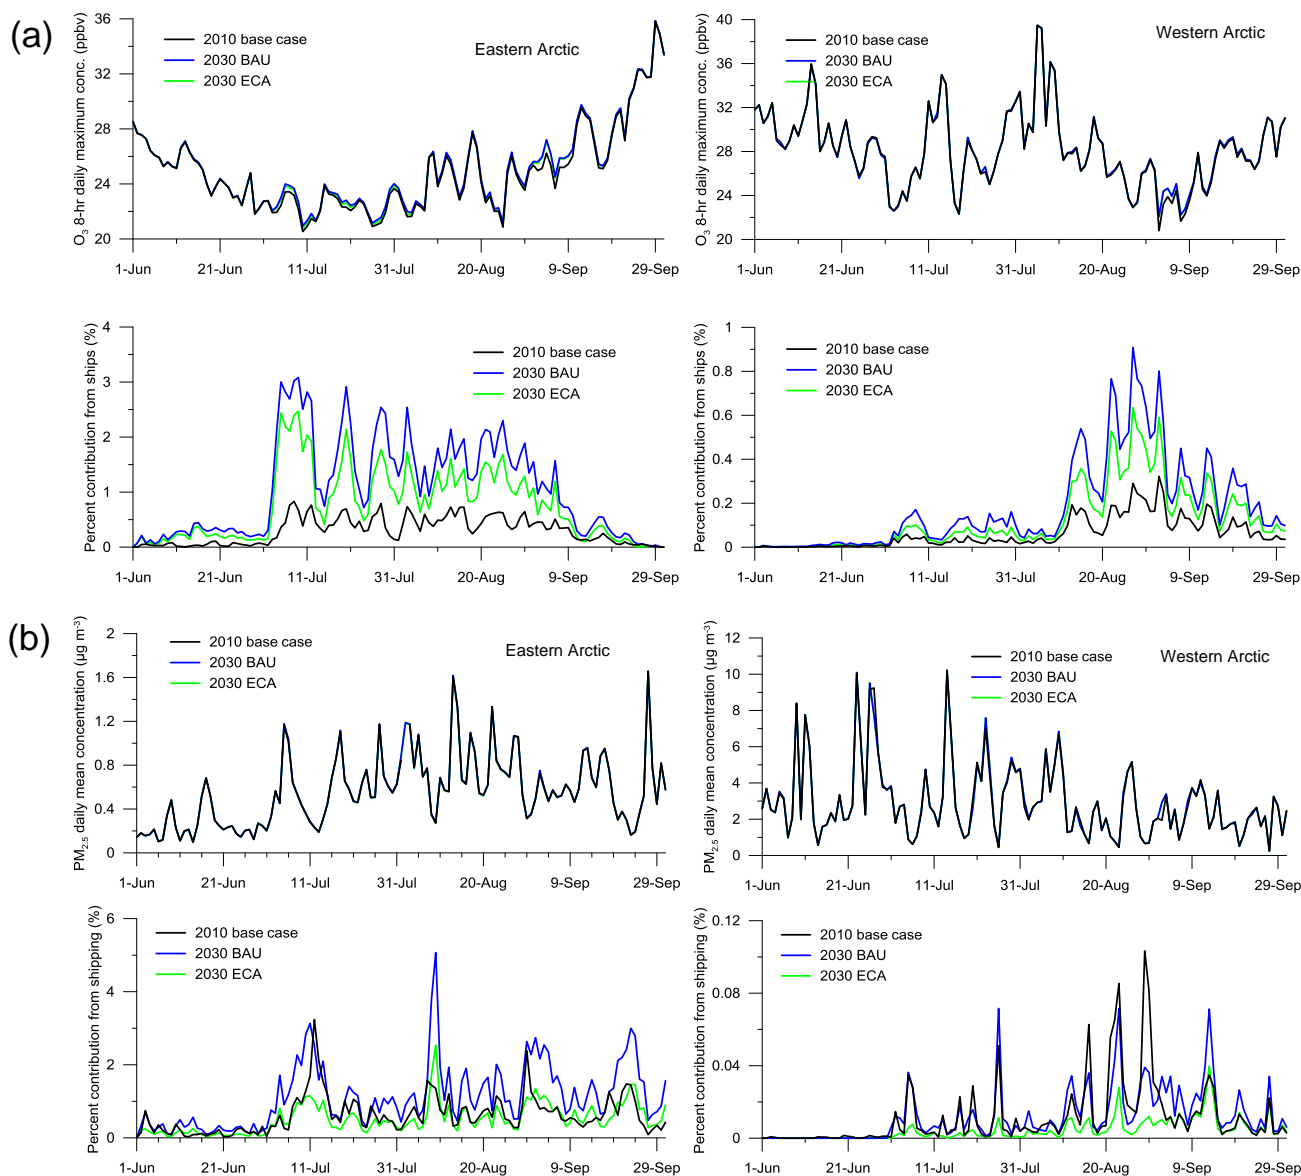 (a)
O3 8-hr daily maximum conc. (ppbv)
36
32
28
24
20
2010 base case
2030 BAU
2030 ECA
Eastern Arctic
1-Jun 21-Jun 11-Jul 31-Jul 20-Aug 9-Sep 29-Sep
O3 8-hr daily maximum conc. (ppbv)
40
36
32
28
24
20
2010 base case
2030 BAU
2030 ECA
Western Arctic
1-Jun 21-Jun 11-Jul 31-Jul 20-Aug 9-Sep 29-Sep
Percent contribution from ships (%)
4
3
2
1
0
2010 base case
2030 BAU
2030 ECA
1-Jun 21-Jun 11-Jul 31-Jul 20-Aug 9-Sep 29-Sep
Percent contribution from ships (%)
1
0.8
0.6
0.4
0.2
0
2010 base case
2030 BAU
2030 ECA
1-Jun 21-Jun 11-Jul 31-Jul 20-Aug 9-Sep 29-Sep
(b)
PM2.5 daily mean concentration (µg m-3)
2
1.6
1.2
0.8
0.4
0
2010 base case
2030 BAU
2030 ECA
Eastern Arctic
1-Jun 21-Jun 11-Jul 31-Jul 20-Aug 9-Sep 29-Sep
PM2.5 daily mean concentration (µg m-3)
12
10
8
6
4
2
0
2010 base case
2030 BAU
2030 ECA
Western Arctic
1-Jun 21-Jun 11-Jul 31-Jul 20-Aug 9-Sep 29-Sep
Percent contribution from shipping (%)
6
4
2
0
2010 base case
2030 BAU
2030 ECA
1-Jun 21-Jun 11-Jul 31-Jul 20-Aug 9-Sep 29-Sep
Percent contribution from shipping (%)
0.12
0.08
0.04
0
2010 base case
2030 BAU
2030 ECA
1-Jun 21-Jun 11-Jul 31-Jul 20-Aug 9-Sep 29-Sep